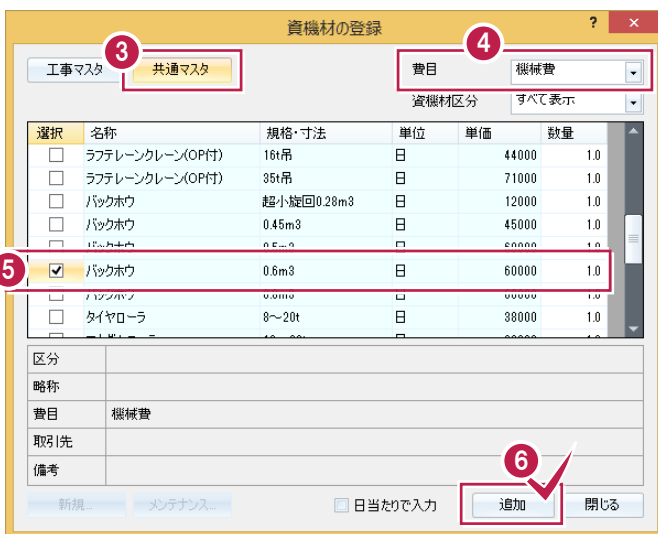 資機材の登録 ? ×
3 4
工事マスタ 共通マスタ 費目 機械費
資機材区分 すべて表示
選択 名称 規格・寸法 単位 単価 数量
ラフテレーンクレーン(OP付) 16t吊 日 44000 1.0
ラフテレーンクレーン(OP付) 35t吊 日 71000 1.0
バックホウ 超小旋回0.28m3 日 12000 1.0
バックホウ 0.45m3 日 45000 1.0
5 バックホウ 0.6m3 日 60000 1.0
タイヤローラ 8～20t 日 38000 1.0
区分
略称
費目 機械費
取引先
備考
6
新規... メンテナンス... 日当たりで入力 追加 閉じる